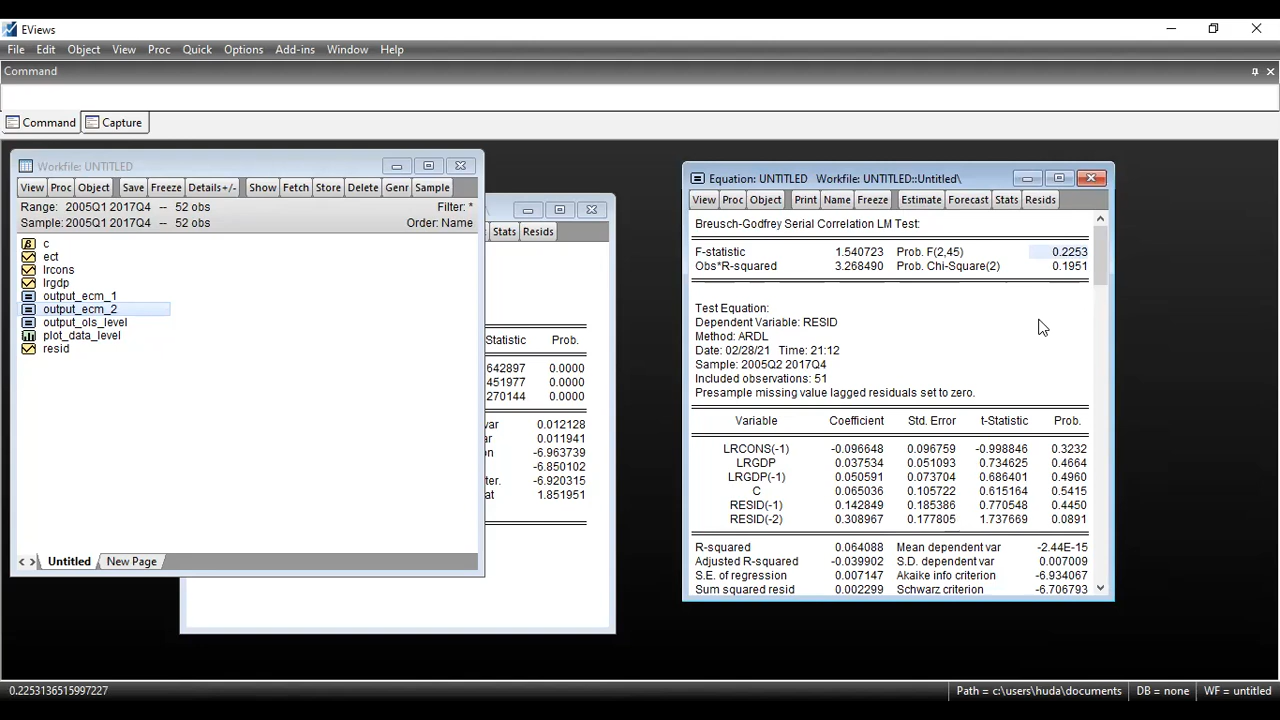 EViews
File Edit Object View Proc Quick Options Add-ins Window Help
Command
Command Capture
Workfile: UNTITLED
View Proc Object Save Freeze Details+/- Show Fetch Store Delete Genr Sample
Range: 2005Q1 2017Q4 -- 52 obs Filter: *
Sample: 2005Q1 2017Q4 -- 52 obs Order: Name
c
ect
lrcons
lrgdp
output_ecm_1
output_ecm_2
output_ols_level
plot_data_level
resid
< > Untitled New Page
Stats Resids
Statistic Prob.
642897 0.0000
451977 0.0000
270144 0.0000
var 0.012128
ar 0.011941
on -6.963739
-6.850102
ter. -6.920315
at 1.851951
Equation: UNTITLED Workfile: UNTITLED::Untitled\
View Proc Object Print Name Freeze Estimate Forecast Stats Resids
Breusch-Godfrey Serial Correlation LM Test:
F-statistic 1.540723 Prob. F(2,45) 0.2253
Obs*R-squared 3.268490 Prob. Chi-Square(2) 0.1951
Test Equation:
Dependent Variable: RESID
Method: ARDL
Date: 02/28/21 Time: 21:12
Sample: 2005Q2 2017Q4
Included observations: 51
Presample missing value lagged residuals set to zero.
Variable Coefficient Std. Error t-Statistic Prob.
LRCONS(-1) -0.096648 0.096759 -0.998846 0.3232
LRGDP 0.037534 0.051093 0.734625 0.4664
LRGDP(-1) 0.050591 0.073704 0.686401 0.4960
C 0.065036 0.105722 0.615164 0.5415
RESID(-1) 0.142849 0.185386 0.770548 0.4450
RESID(-2) 0.308967 0.177805 1.737669 0.0891
R-squared 0.064088 Mean dependent var -2.44E-15
Adjusted R-squared -0.039902 S.D. dependent var 0.007009
S.E. of regression 0.007147 Akaike info criterion -6.934067
Sum squared resid 0.002299 Schwarz criterion -6.706793
0.2253136515997227 Path = c:\users\huda\documents DB = none WF = untitled